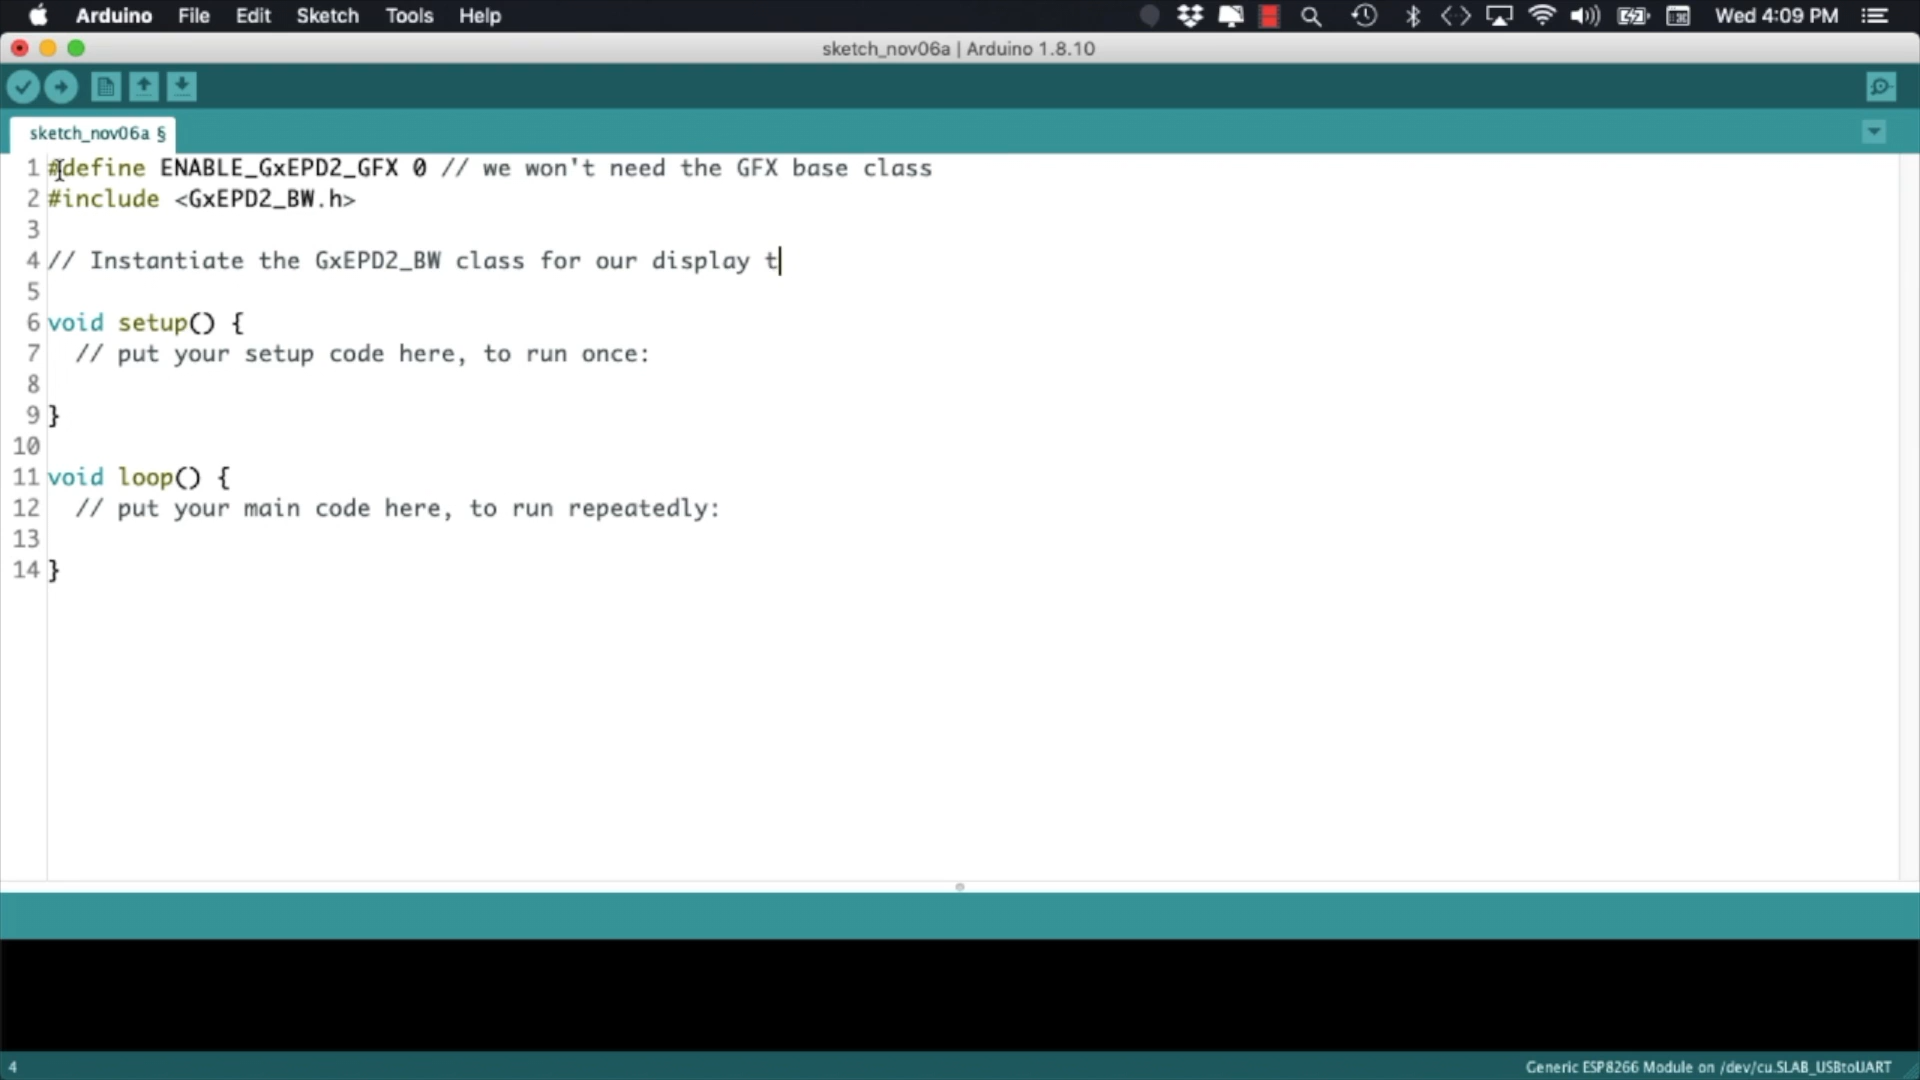 Arduino File Edit Sketch Tools Help Wed 4:09 PM
sketch_nov06a | Arduino 1.8.10
sketch_nov06a §
1 #define ENABLE_GxEPD2_GFX 0 // we won't need the GFX base class
2 #include <GxEPD2_BW.h>
3
4 // Instantiate the GxEPD2_BW class for our display t
5
6 void setup() {
7 // put your setup code here, to run once:
8
9 }
10
11 void loop() {
12 // put your main code here, to run repeatedly:
13
14 }
4 Generic ESP8266 Module on /dev/cu.SLAB_USBtoUART